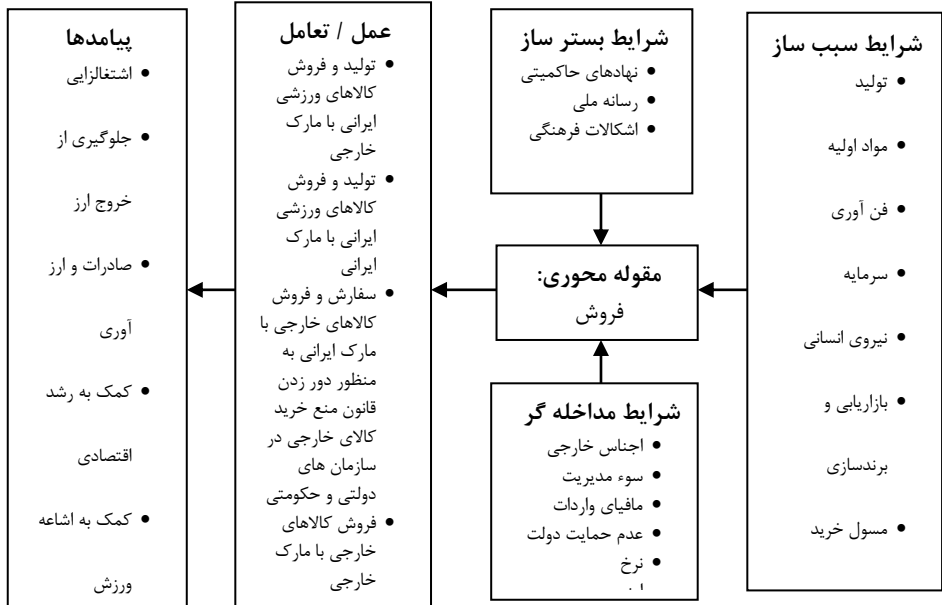 شرایط سبب ساز
• تولید
• مواد اولیه
• فن آوری
• سرمایه
• نیروی انسانی
• بازاریابی و
برندسازی
• مسول خرید
شرایط بستر ساز
• نهادهای حاکمیتی
• رسانه ملی
• اشکالات فرهنگی
مقوله محوری:
فروش
شرایط مداخله گر
• اجناس خارجی
• سوء مدیریت
• مافیای واردات
• عدم حمایت دولت
• نرخ
عمل / تعامل
• تولید و فروش
کالاهای ورزشی
ایرانی با مارک
خارجی
• تولید و فروش
کالاهای ورزشی
ایرانی با مارک
ایرانی
• سفارش و فروش
کالاهای خارجی با
مارک ایرانی به
منظور دور زدن
قانون منع خرید
کالای خارجی در
سازمان های
دولتی و حکومتی
• فروش کالاهای
خارجی با مارک
خارجی
پیامدها
• اشتغالزایی
• جلوگیری از
خروج ارز
• صادرات و ارز
آوری
• کمک به رشد
اقتصادی
• کمک به اشاعه
ورزش